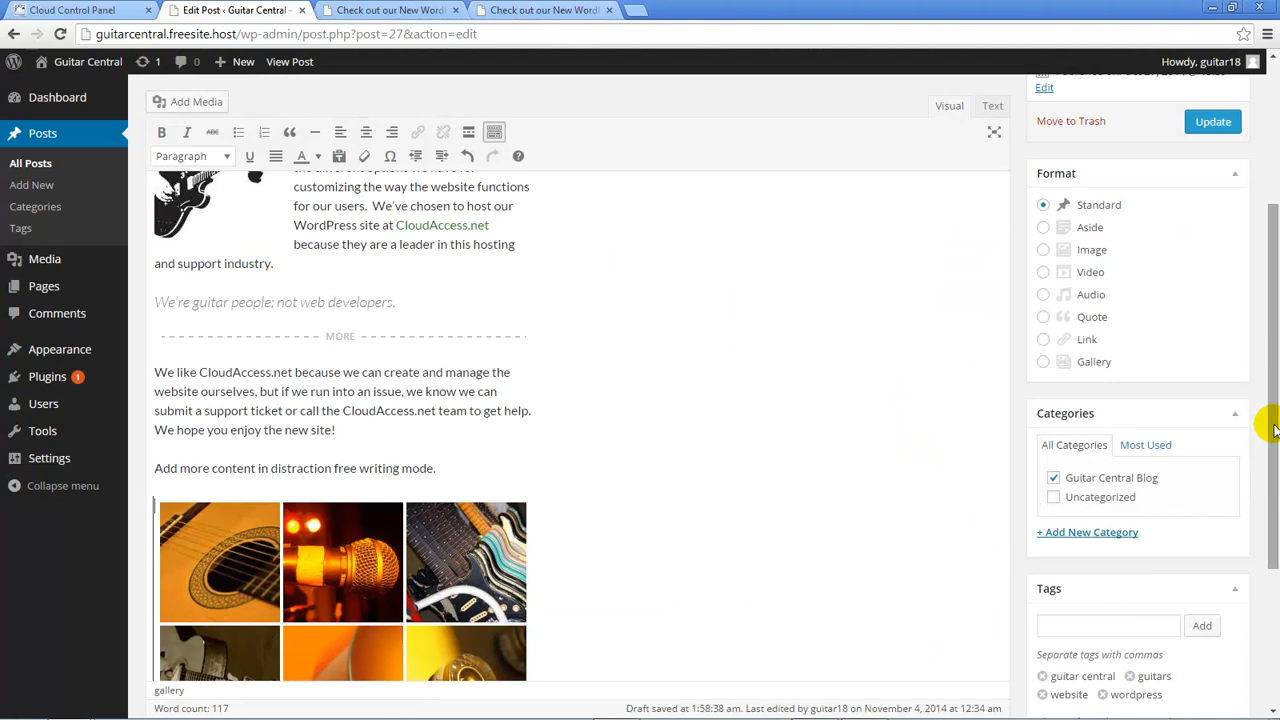 Cloud Control Panel
Edit Post ‹ Guitar Central –
Check out our New Word
Check out our New Word
guitarcentral.freesite.host/wp-admin/post.php?post=27&action=edit
Guitar Central 1 0 New View Post Howdy, guitar18
Dashboard
Posts
All Posts
Add New
Categories
Tags
Media
Pages
Comments
Appearance
Plugins 1
Users
Tools
Settings
Collapse menu
Add Media
Visual Text
B I ABC
Paragraph U A
customizing the way the website functions
for our users. We've chosen to host our
WordPress site at CloudAccess.net
because they are a leader in this hosting
and support industry.
We're guitar people; not web developers.
MORE
We like CloudAccess.net because we can create and manage the
website ourselves, but if we run into an issue, we know we can
submit a support ticket or call the CloudAccess.net team to get help.
We hope you enjoy the new site!
Add more content in distraction free writing mode.
gallery
Word count: 117
Draft saved at 1:58:38 am. Last edited by guitar18 on November 4, 2014 at 12:34 am
Edit
Move to Trash Update
Format
Standard
Aside
Image
Video
Audio
Quote
Link
Gallery
Categories
All Categories Most Used
Guitar Central Blog
Uncategorized
+ Add New Category
Tags
Add
Separate tags with commas
guitar central guitars
website wordpress